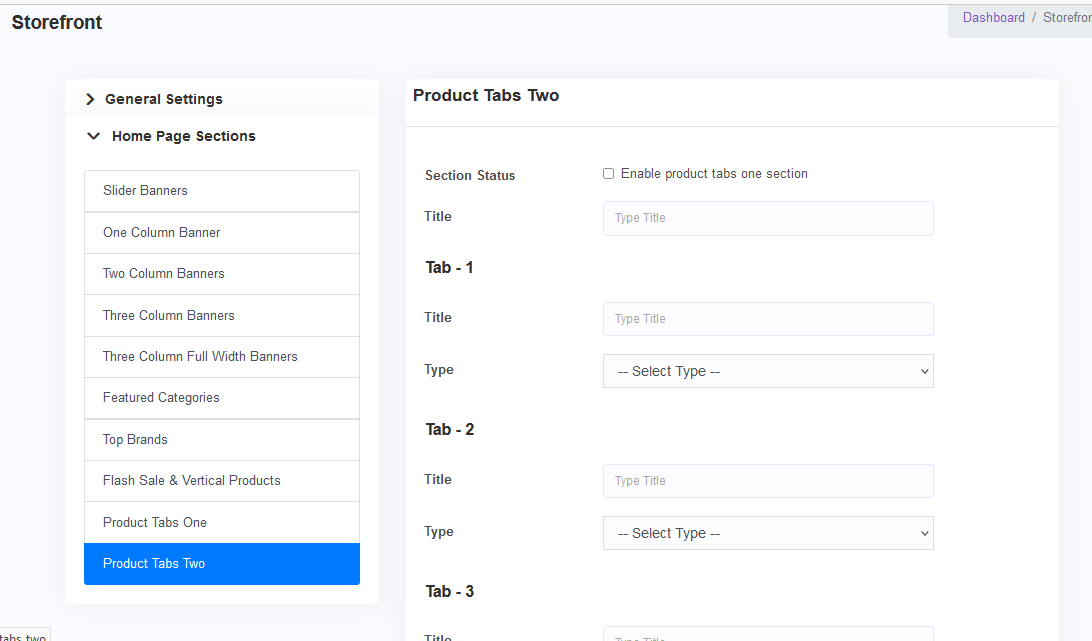 Storefront
Dashboard / Storefron
General Settings
Home Page Sections
Slider Banners
One Column Banner
Two Column Banners
Three Column Banners
Three Column Full Width Banners
Featured Categories
Top Brands
Flash Sale & Vertical Products
Product Tabs One
Product Tabs Two
Product Tabs Two
Section Status
Enable product tabs one section
Title
Type Title
Tab - 1
Title
Type Title
Type
-- Select Type --
Tab - 2
Title
Type Title
Type
-- Select Type --
Tab - 3
Title
Type Title
tabs two